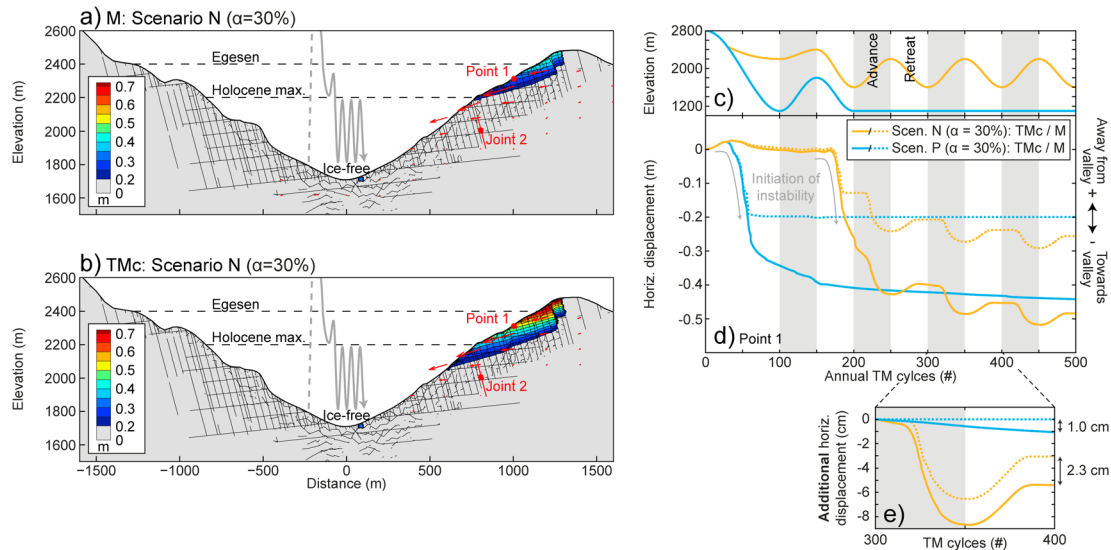 a) M: Scenario N (α=30%)
2600
2400
2200
2000
1800
1600
Elevation (m)
Egesen
Holocene max.
Ice-free
Point 1
Joint 2
0.7
0.6
0.5
0.4
0.3
0.2
0
m
b) TMc: Scenario N (α=30%)
2600
2400
2200
2000
1800
1600
Elevation (m)
Egesen
Holocene max.
Ice-free
Point 1
Joint 2
0.7
0.6
0.5
0.4
0.3
0.2
0
m
−1500 −1000 −500 0 500 1000 1500
Distance (m)
2800
2000
1200
Elevation (m)
Advance
Retreat
c)
Scen. N (α = 30%): TMc / M
Scen. P (α = 30%): TMc / M
0
-0.1
-0.2
-0.3
-0.4
-0.5
Horiz. displacement (m)
Initiation of
instability
Away from
valley +
- Towards
valley
d)
Point 1
0 100 200 300 400 500
Annual TM cylces (#)
0
-2
-4
-6
-8
Additional horiz.
displacement (cm)
1.0 cm
2.3 cm
e)
300 400
TM cylces (#)